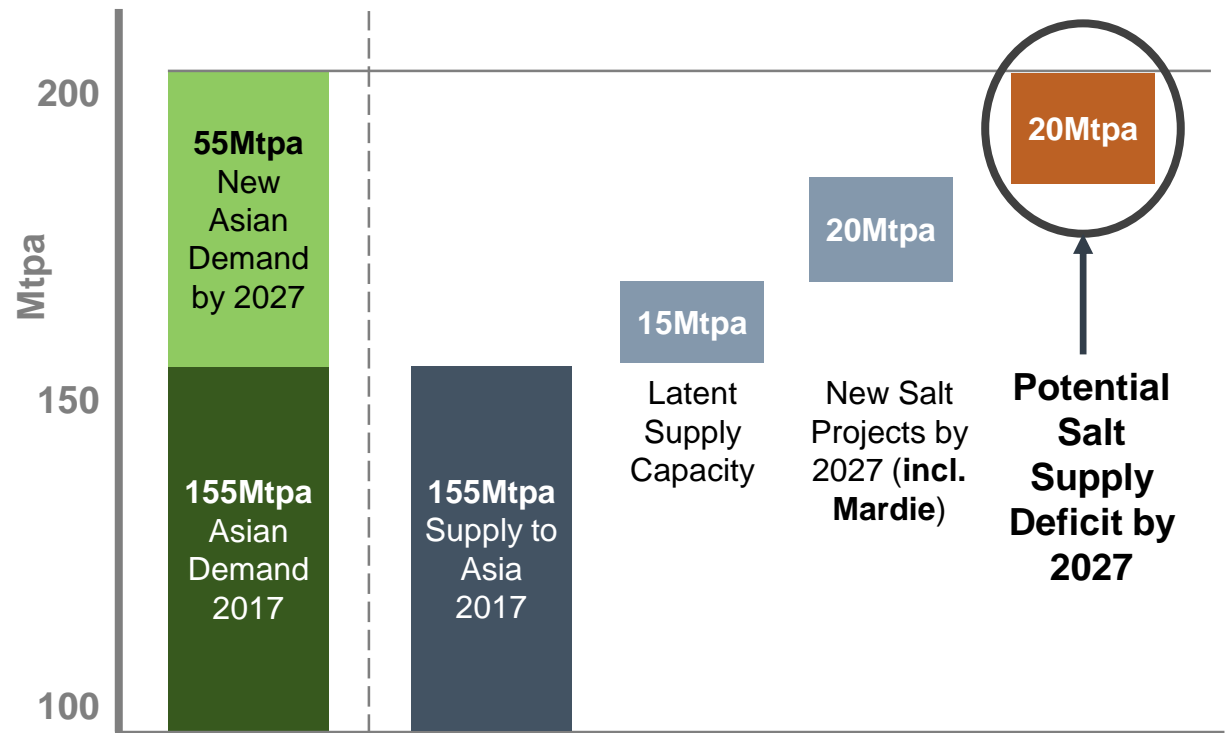 Mtpa
200
150
100
55Mtpa
New
Asian
Demand
by 2027
155Mtpa
Asian
Demand
2017
155Mtpa
Supply to
Asia
2017
15Mtpa
Latent
Supply
Capacity
20Mtpa
New Salt
Projects by
2027 (incl.
Mardie)
20Mtpa
Potential
Salt
Supply
Deficit by
2027